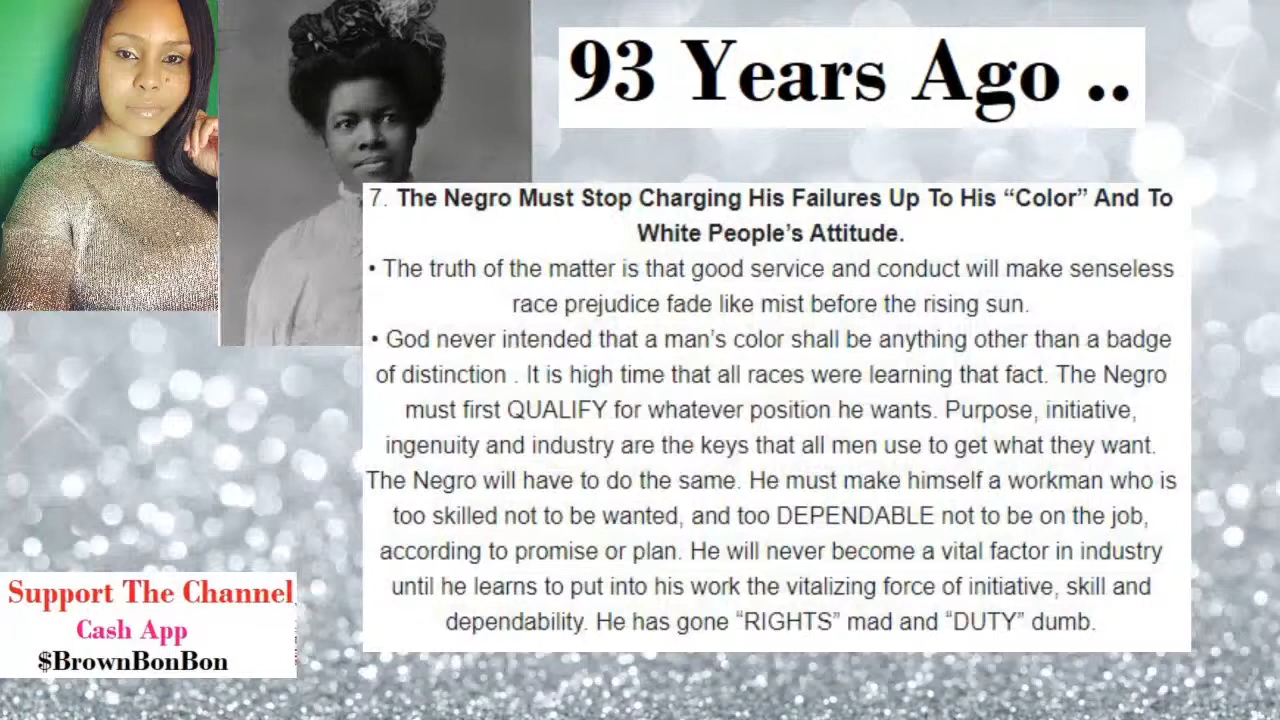 93 Years Ago ..
7. The Negro Must Stop Charging His Failures Up To His “Color” And To
White People’s Attitude.
• The truth of the matter is that good service and conduct will make senseless
race prejudice fade like mist before the rising sun.
• God never intended that a man’s color shall be anything other than a badge
of distinction . It is high time that all races were learning that fact. The Negro
must first QUALIFY for whatever position he wants. Purpose, initiative,
ingenuity and industry are the keys that all men use to get what they want.
The Negro will have to do the same. He must make himself a workman who is
too skilled not to be wanted, and too DEPENDABLE not to be on the job,
according to promise or plan. He will never become a vital factor in industry
until he learns to put into his work the vitalizing force of initiative, skill and
dependability. He has gone “RIGHTS” mad and “DUTY” dumb.
Support The Channel
Cash App
$BrownBonBon